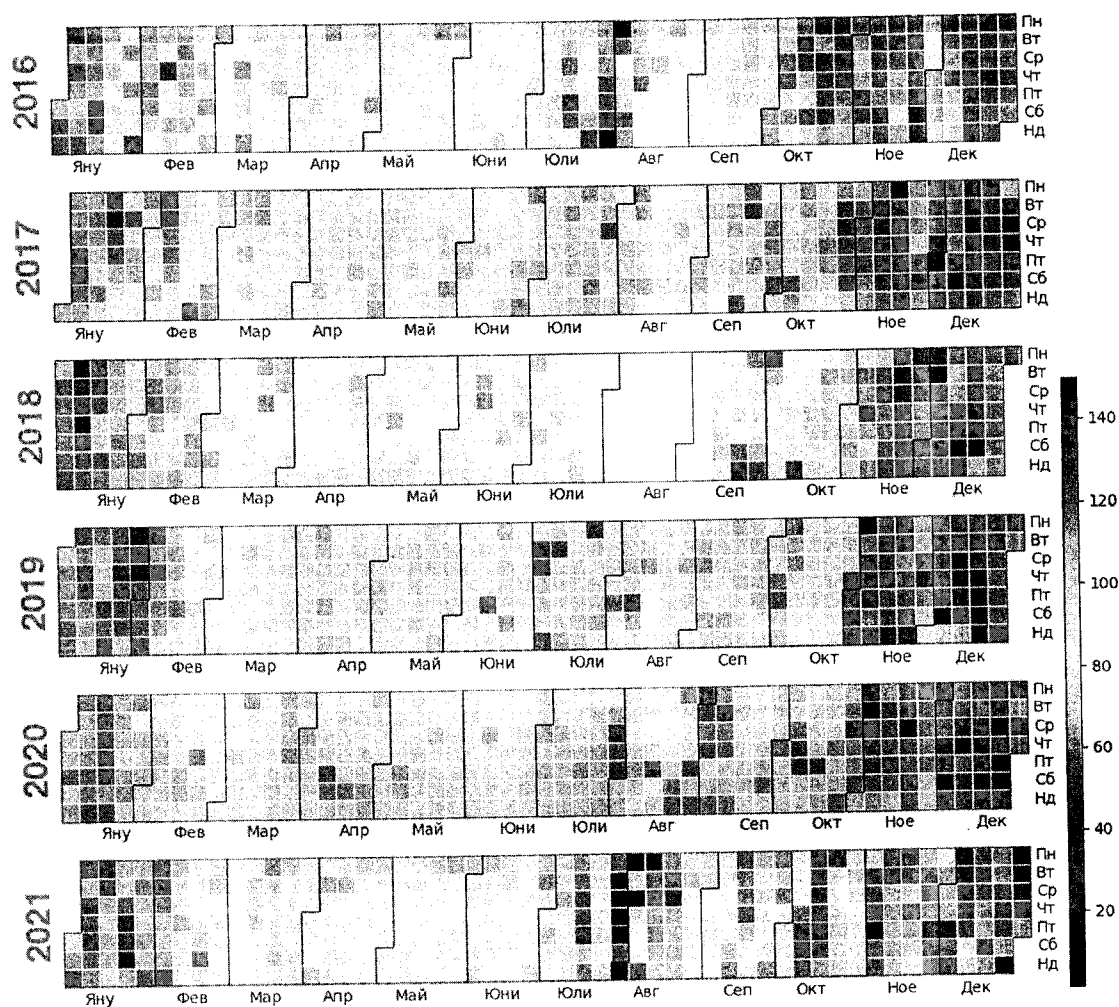 2016
Пн
Вт
Ср
Чт
Пт
Сб
Нд
Яну Фев Мар Апр Май Юни Юли Авг Сеп Окт Ное Дек
2017
Пн
Вт
Ср
Чт
Пт
Сб
Нд
Яну Фев Мар Апр Май Юни Юли Авг Сеп Окт Ное Дек
2018
Пн
Вт
Ср
Чт
Пт
Сб
Нд
Яну Фев Мар Апр Май Юни Юли Авг Сеп Окт Ное Дек
2019
Пн
Вт
Ср
Чт
Пт
Сб
Нд
Яну Фев Мар Апр Май Юни Юли Авг Сеп Окт Ное Дек
2020
Пн
Вт
Ср
Чт
Пт
Сб
Нд
Яну Фев Мар Апр Май Юни Юли Авг Сеп Окт Ное Дек
2021
Пн
Вт
Ср
Чт
Пт
Сб
Нд
Яну Фев Мар Апр Май Юни Юли Авг Сеп Окт Ное Дек
140
120
100
80
60
40
20